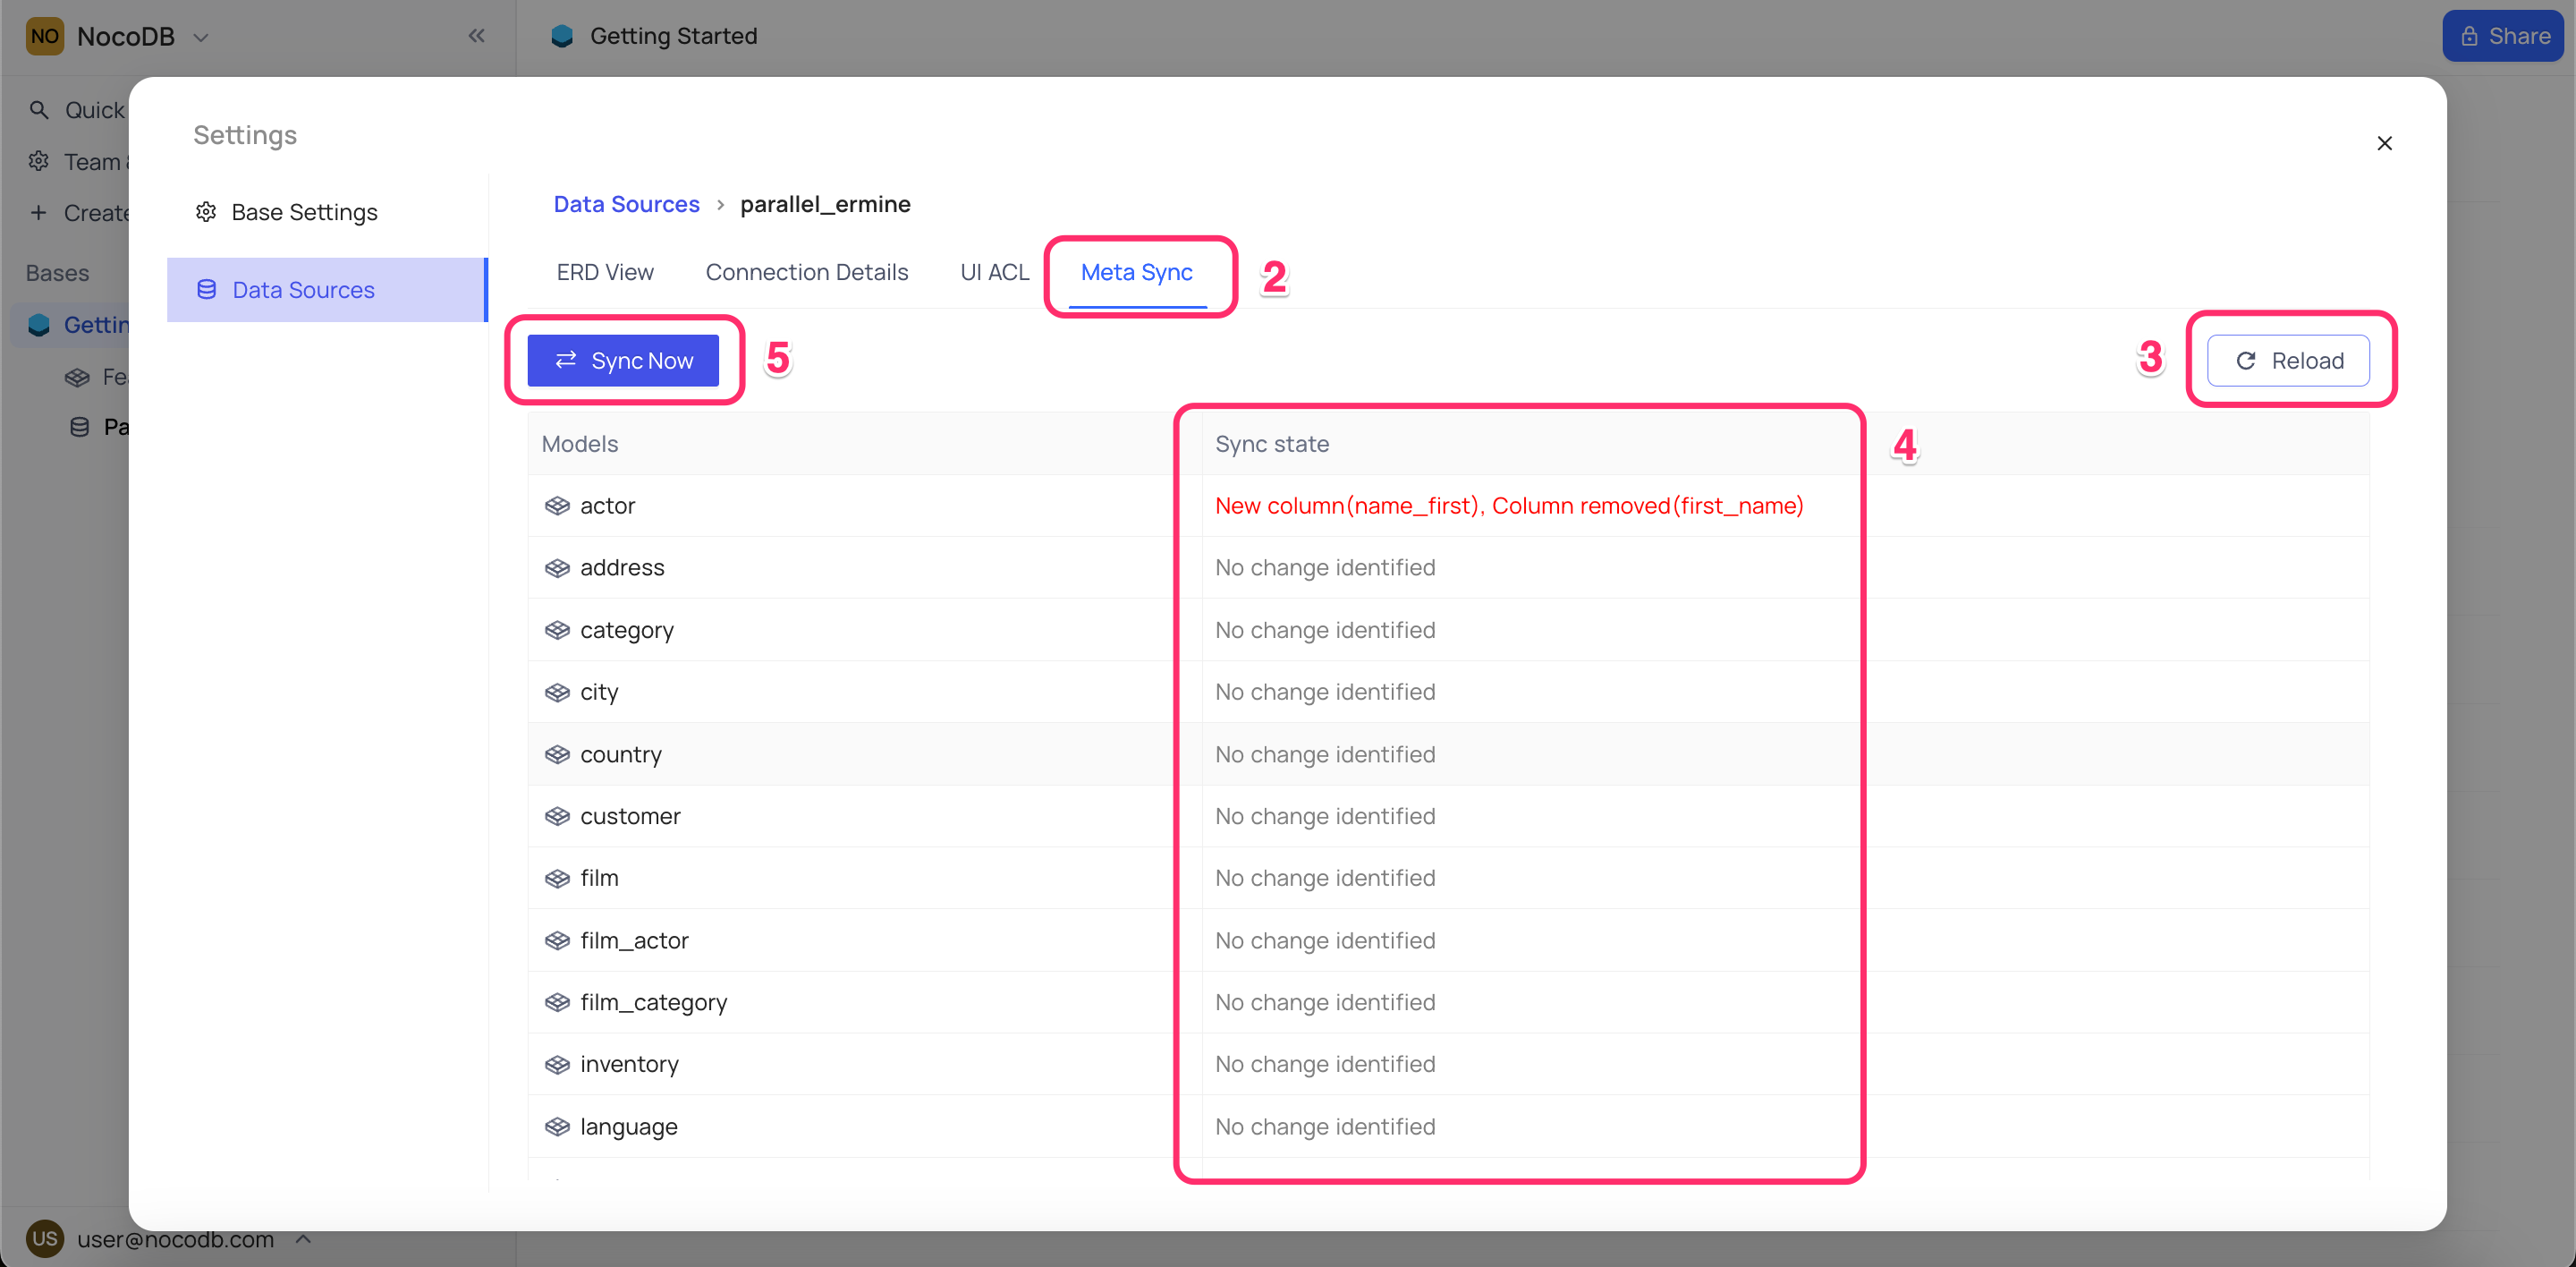 NO NocoDB
Getting Started
Share
Quick
Team &
Create
Bases
Gettin
Fea
Pa
US user@nocodb.com
Settings
Base Settings
Data Sources
Data Sources > parallel_ermine
ERD View Connection Details UI ACL Meta Sync 2
Sync Now 5
3 Reload
Models Sync state 4
actor New column(name_first), Column removed(first_name)
address No change identified
category No change identified
city No change identified
country No change identified
customer No change identified
film No change identified
film_actor No change identified
film_category No change identified
inventory No change identified
language No change identified